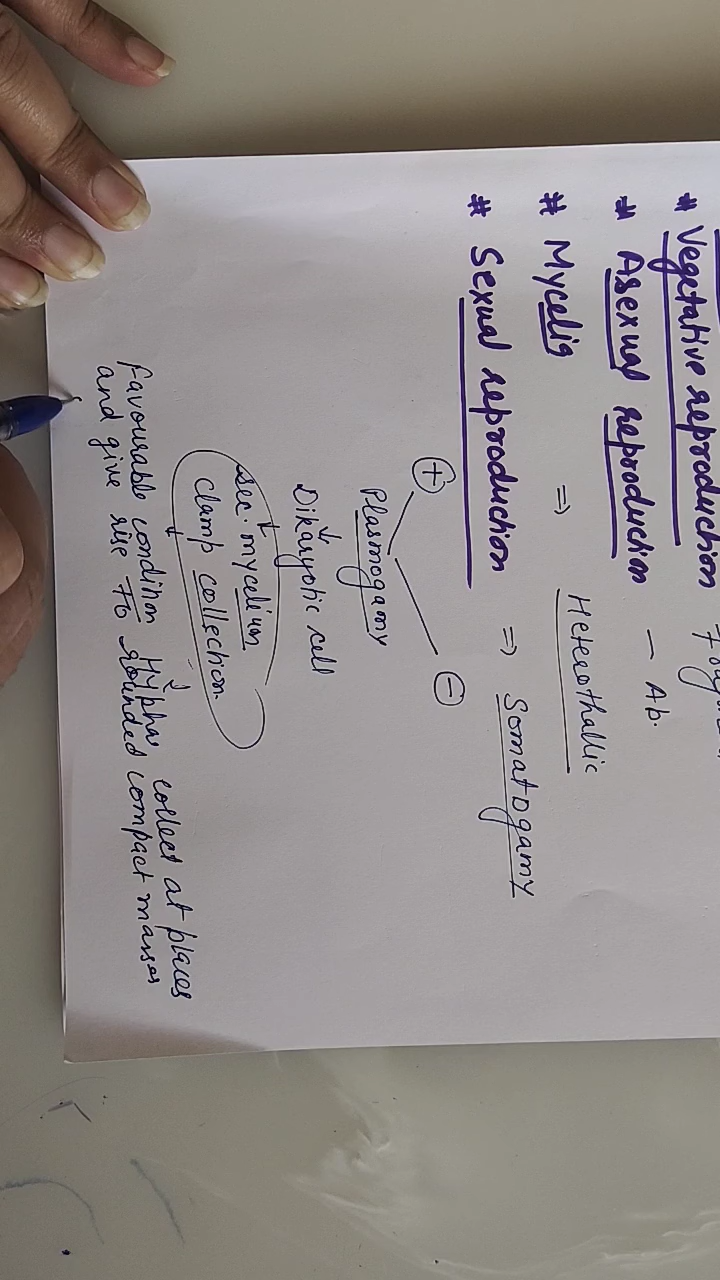 # Vegetative reproduction
# Asexual reproduction — Ab.
# Mycelia ⇒ Heterothallic
# Sexual reproduction ⇒ Somatogamy
+ −
Plasmogamy
↓
Dikaryotic cell
↓
Sec. mycelium
clamp collection.
↓ ↓
Favourable condition Hyphae collect at places
and give rise to rounded compact masses